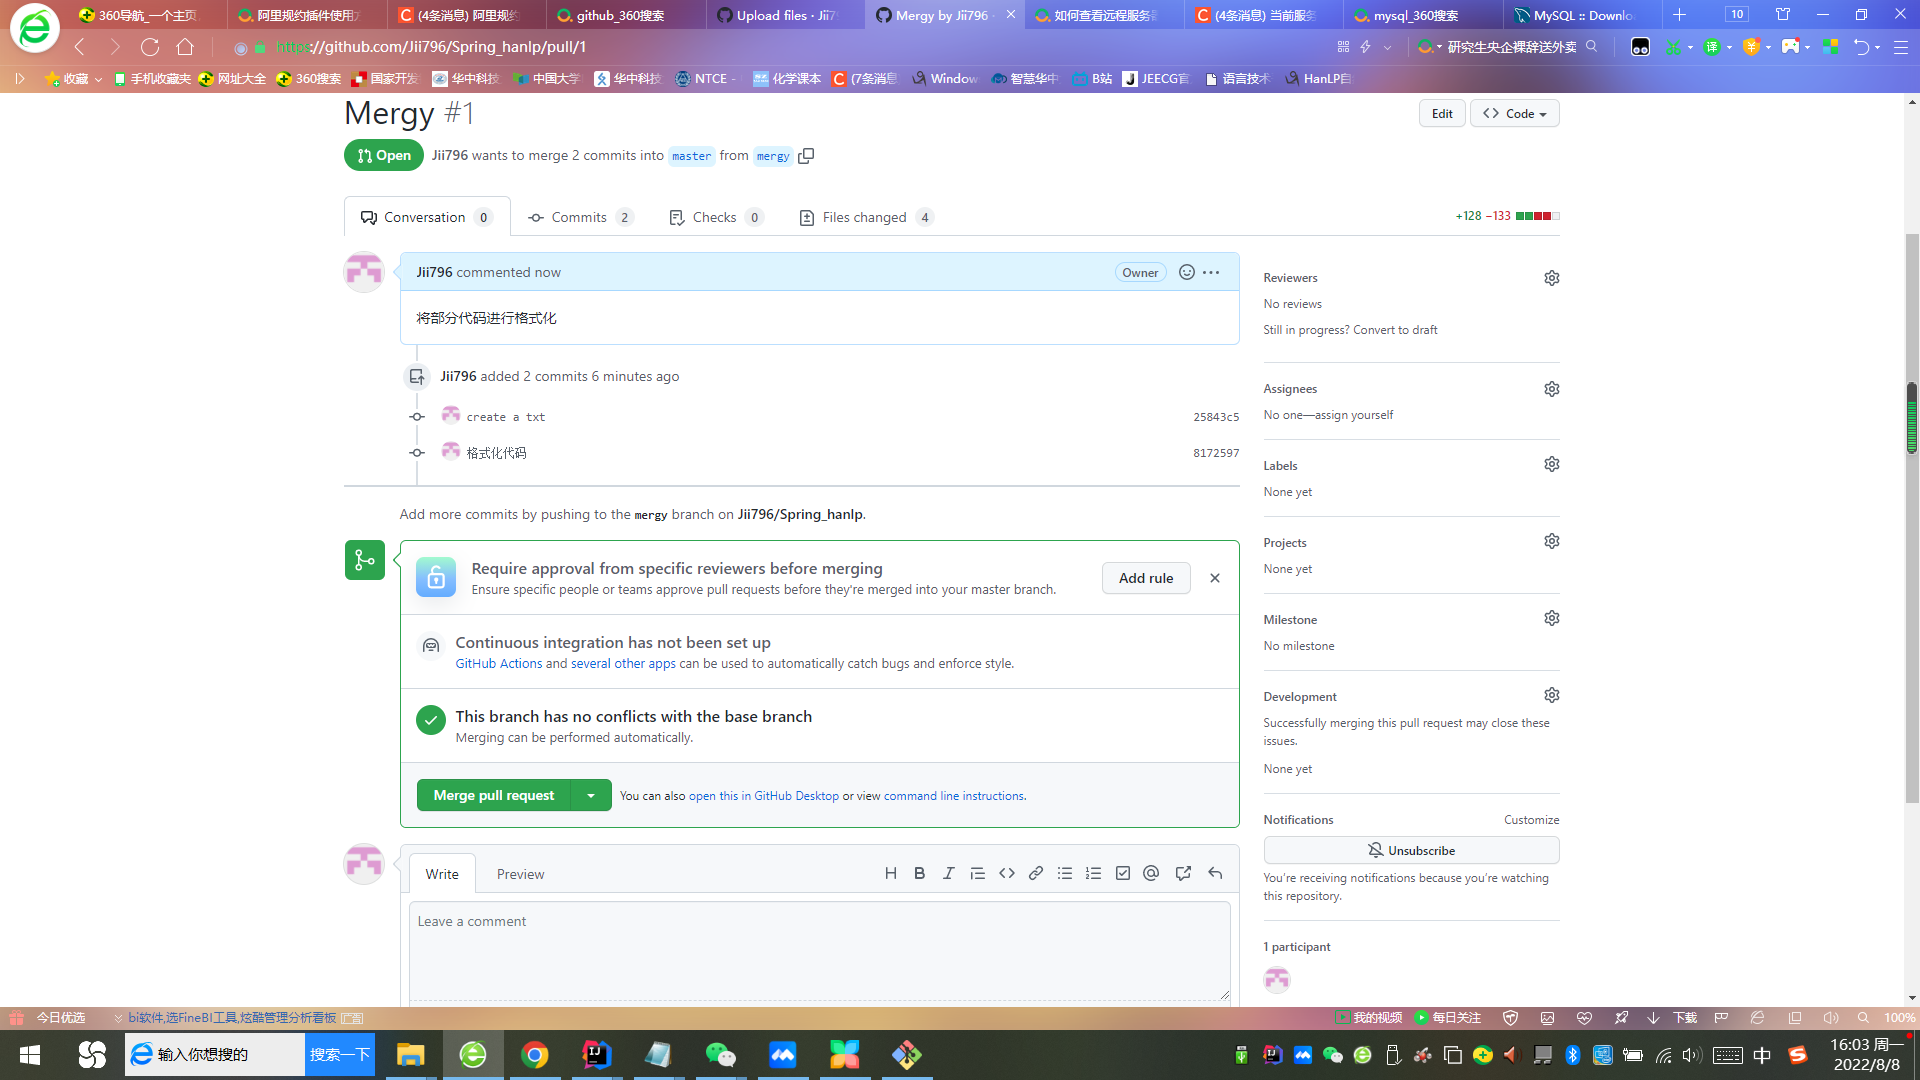 360导航_一个主页
阿里规约插件使用方
(4条消息) 阿里规约
github_360搜索
Upload files · Jii7
Mergy by Jii796 ·
如何查看远程服务器
(4条消息) 当前服务
mysql_360搜索
MySQL :: Downlo
10
https://github.com/Jii796/Spring_hanlp/pull/1
研究生央企裸辞送外卖
收藏
手机收藏夹
网址大全
360搜索
国家开发
华中科技
中国大学
华中科技
NTCE -
化学课本
(7条消息
Window
智慧华中
B站
JEECG官
语言技术
HanLP自
Mergy #1
Edit
Code
Open
Jii796 wants to merge 2 commits into master from mergy
Conversation 0
Commits 2
Checks 0
Files changed 4
+128 −133
Jii796 commented now
Owner
将部分代码进行格式化
Jii796 added 2 commits 6 minutes ago
create a txt
25843c5
格式化代码
8172597
Add more commits by pushing to the mergy branch on Jii796/Spring_hanlp.
Require approval from specific reviewers before merging
Ensure specific people or teams approve pull requests before they're merged into your master branch.
Add rule
Continuous integration has not been set up
GitHub Actions and several other apps can be used to automatically catch bugs and enforce style.
This branch has no conflicts with the base branch
Merging can be performed automatically.
Merge pull request
You can also open this in GitHub Desktop or view command line instructions.
Write
Preview
Leave a comment
Reviewers
No reviews
Still in progress? Convert to draft
Assignees
No one—assign yourself
Labels
None yet
Projects
None yet
Milestone
No milestone
Development
Successfully merging this pull request may close these
issues.
None yet
Notifications
Customize
Unsubscribe
You're receiving notifications because you're watching
this repository.
1 participant
今日优选
bi软件,选FineBI工具,炫酷管理分析看板
广告
我的视频
每日关注
下载
100%
输入你想搜的
搜索一下
中
16:03 周一
2022/8/8